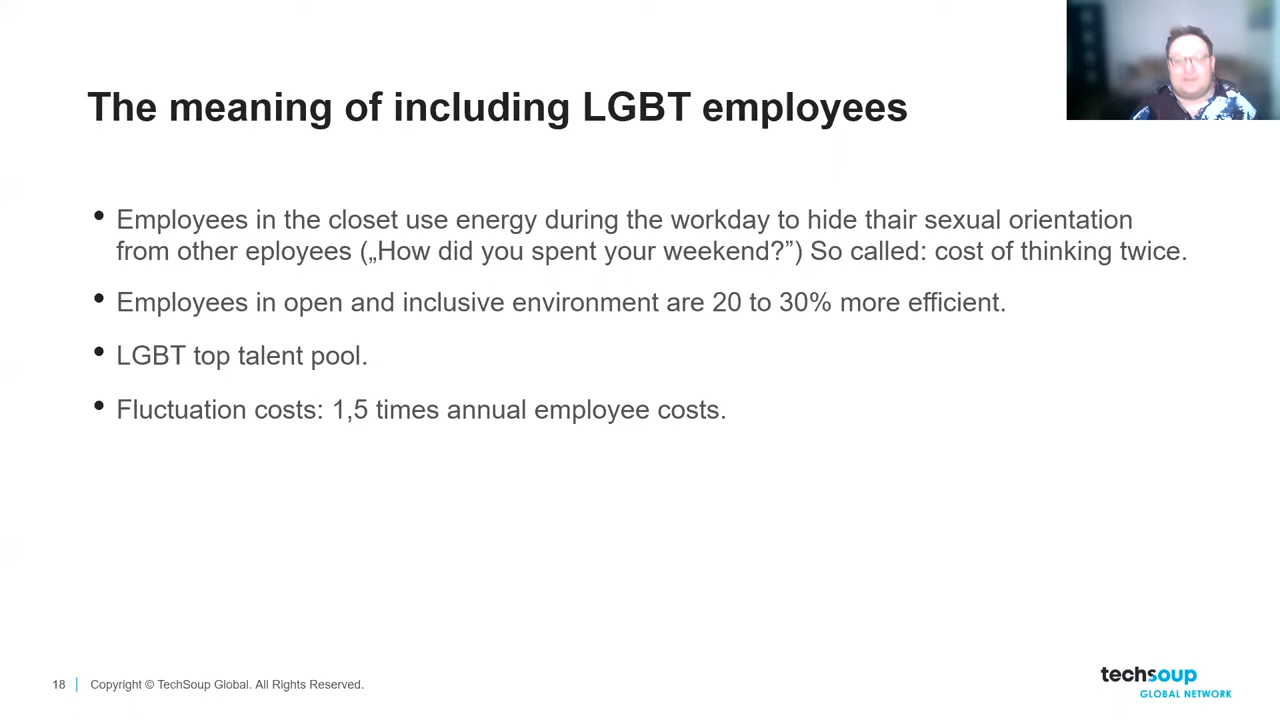 The meaning of including LGBT employees
• Employees in the closet use energy during the workday to hide thair sexual orientation
from other eployees („How did you spent your weekend?”) So called: cost of thinking twice.
• Employees in open and inclusive environment are 20 to 30% more efficient.
• LGBT top talent pool.
• Fluctuation costs: 1,5 times annual employee costs.
18 | Copyright © TechSoup Global. All Rights Reserved.
techsoup
GLOBAL NETWORK